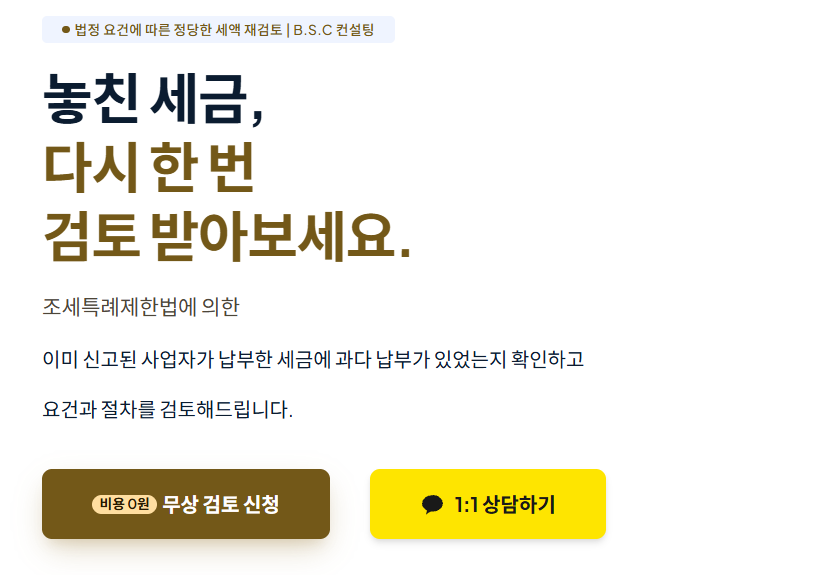 법정 요건에 따른 정당한 세액 재검토 | B.S.C 컨설팅
놓친 세금,
다시 한 번
검토 받아보세요.
조세특례제한법에 의한
이미 신고된 사업자가 납부한 세금에 과다 납부가 있었는지 확인하고
요건과 절차를 검토해드립니다.
비용 0원 무상 검토 신청
1:1 상담하기